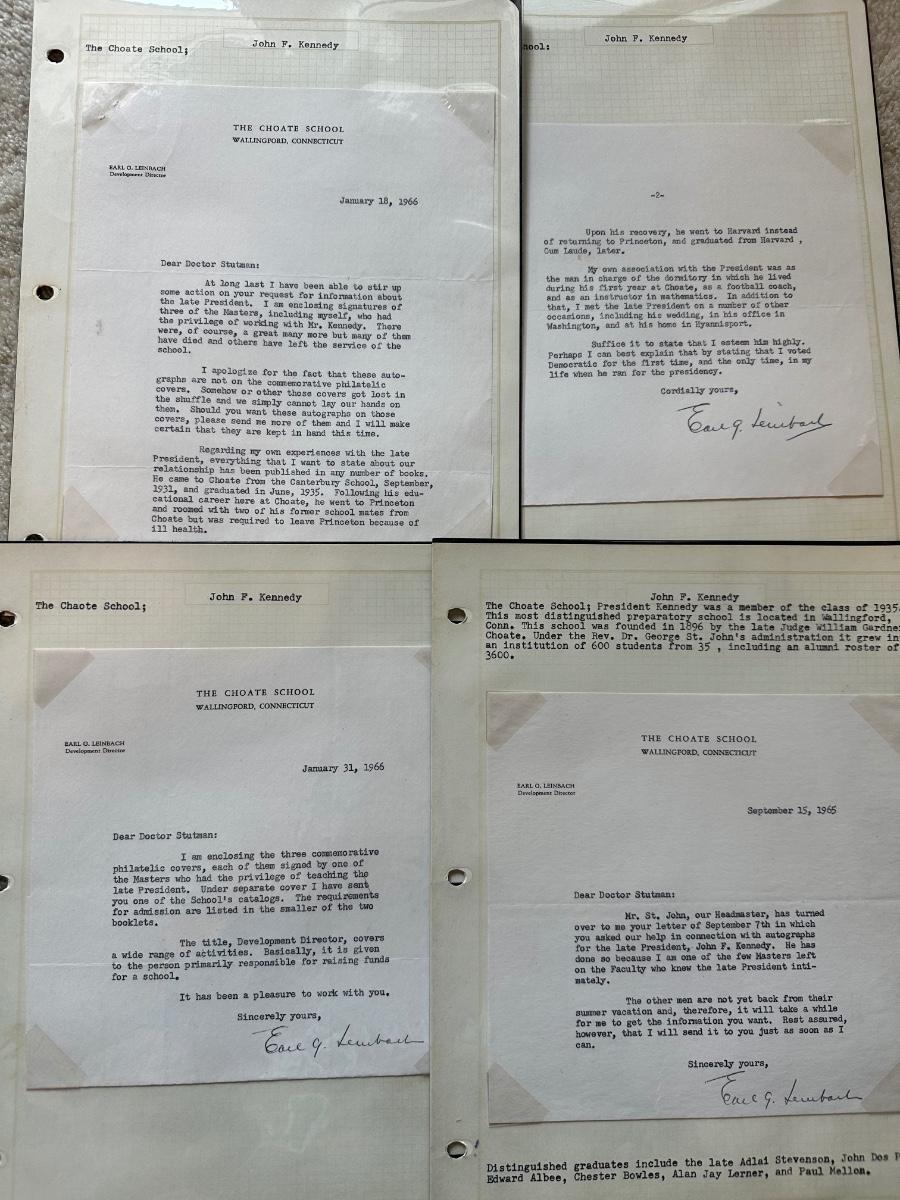 The Choate School;
John F. Kennedy
THE CHOATE SCHOOL
WALLINGFORD, CONNECTICUT
EARL G. LEINBACH
Development Director
January 18, 1966
Dear Doctor Stutman:
At long last I have been able to stir up
some action on your request for information about
the late President. I am enclosing signatures of
three of the Masters, including myself, who had
the privilege of working with Mr. Kennedy. There
were, of course, a great many more but many of them
have died and others have left the service of the
school.
I apologize for the fact that these auto-
graphs are not on the commemorative philatelic
covers. Somehow or other those covers got lost in
the shuffle and we simply cannot lay our hands on
them. Should you want these autographs on those
covers, please send me more of them and I will make
certain that they are kept in hand this time.
Regarding my own experiences with the late
President, everything that I want to state about our
relationship has been published in any number of books.
He came to Choate from the Canterbury School, September,
1931, and graduated in June, 1935. Following his edu-
cational career here at Choate, he went to Princeton
and roomed with two of his former school mates from
Choate but was required to leave Princeton because of
ill health.
hool:
John F. Kennedy
-2-
Upon his recovery, he went to Harvard instead
of returning to Princeton, and graduated from Harvard ,
Cum Laude, later.
My own association with the President was as
the man in charge of the dormitory in which he lived
during his first year at Choate, as a football coach,
and as an instructor in mathematics. In addition to
that, I met the late President on a number of other
occasions, including his wedding, in his office in
Washington, and at his home in Hyannisport.
Suffice it to state that I esteem him highly.
Perhaps I can best explain that by stating that I voted
Democratic for the first time, and the only time, in my
life when he ran for the presidency.
Cordially yours,
Earl G. Leinbach
The Chaote School;
John F. Kennedy
THE CHOATE SCHOOL
WALLINGFORD, CONNECTICUT
EARL G. LEINBACH
Development Director
January 31, 1966
Dear Doctor Stutman:
I am enclosing the three commemorative
philatelic covers, each of them signed by one of
the Masters who had the privilege of teaching the
late President. Under separate cover I have sent
you one of the School's catalogs. The requirements
for admission are listed in the smaller of the two
booklets.
The title, Development Director, covers
a wide range of activities. Basically, it is given
to the person primarily responsible for raising funds
for a school.
It has been a pleasure to work with you.
Sincerely yours,
Earl G. Leinbach
John F. Kennedy
The Choate School; President Kennedy was a member of the class of 1935.
This most distinguished preparatory school is located in Wallingford,
Conn. This school was founded in 1896 by the late Judge William Gardner
Choate. Under the Rev. Dr. George St. John's administration it grew in
an institution of 600 students from 35 , including an alumni roster of
3600.
THE CHOATE SCHOOL
WALLINGFORD, CONNECTICUT
EARL G. LEINBACH
Development Director
September 15, 1965
Dear Doctor Stutman:
Mr. St. John, our Headmaster, has turned
over to me your letter of September 7th in which
you asked our help in connection with autographs
for the late President, John F. Kennedy. He has
done so because I am one of the few Masters left
on the Faculty who knew the late President inti-
mately.
The other men are not yet back from their
summer vacation and, therefore, it will take a while
for me to get the information you want. Rest assured,
however, that I will send it to you just as soon as I
can.
Sincerely yours,
Earl G. Leinbach
Distinguished graduates include the late Adlai Stevenson, John Dos P
Edward Albee, Chester Bowles, Alan Jay Lerner, and Paul Mellon.